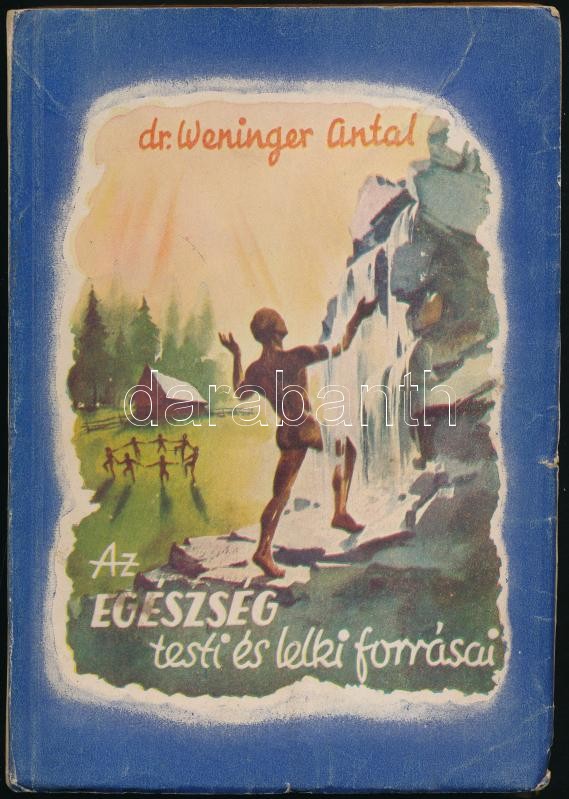 dr. Weninger Antal
darabanth
Az
EGÉSZSÉG
testi és lelki forrásai